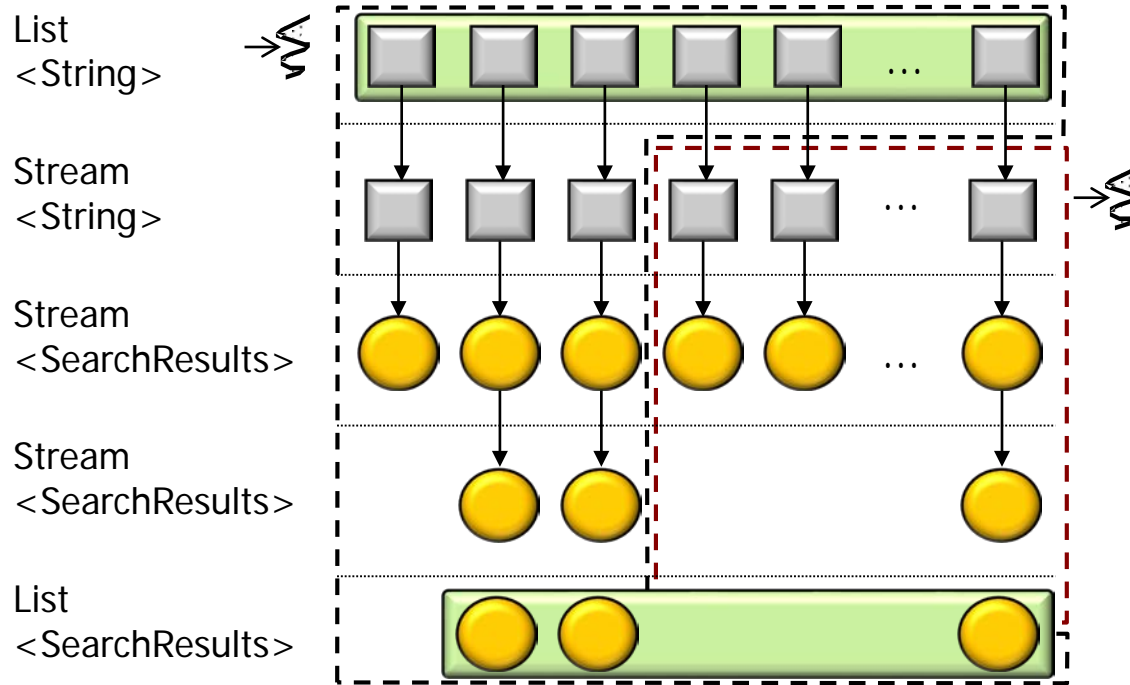 List
<String>
…
Stream
<String>
…
Stream
<SearchResults>
…
Stream
<SearchResults>
List
<SearchResults>